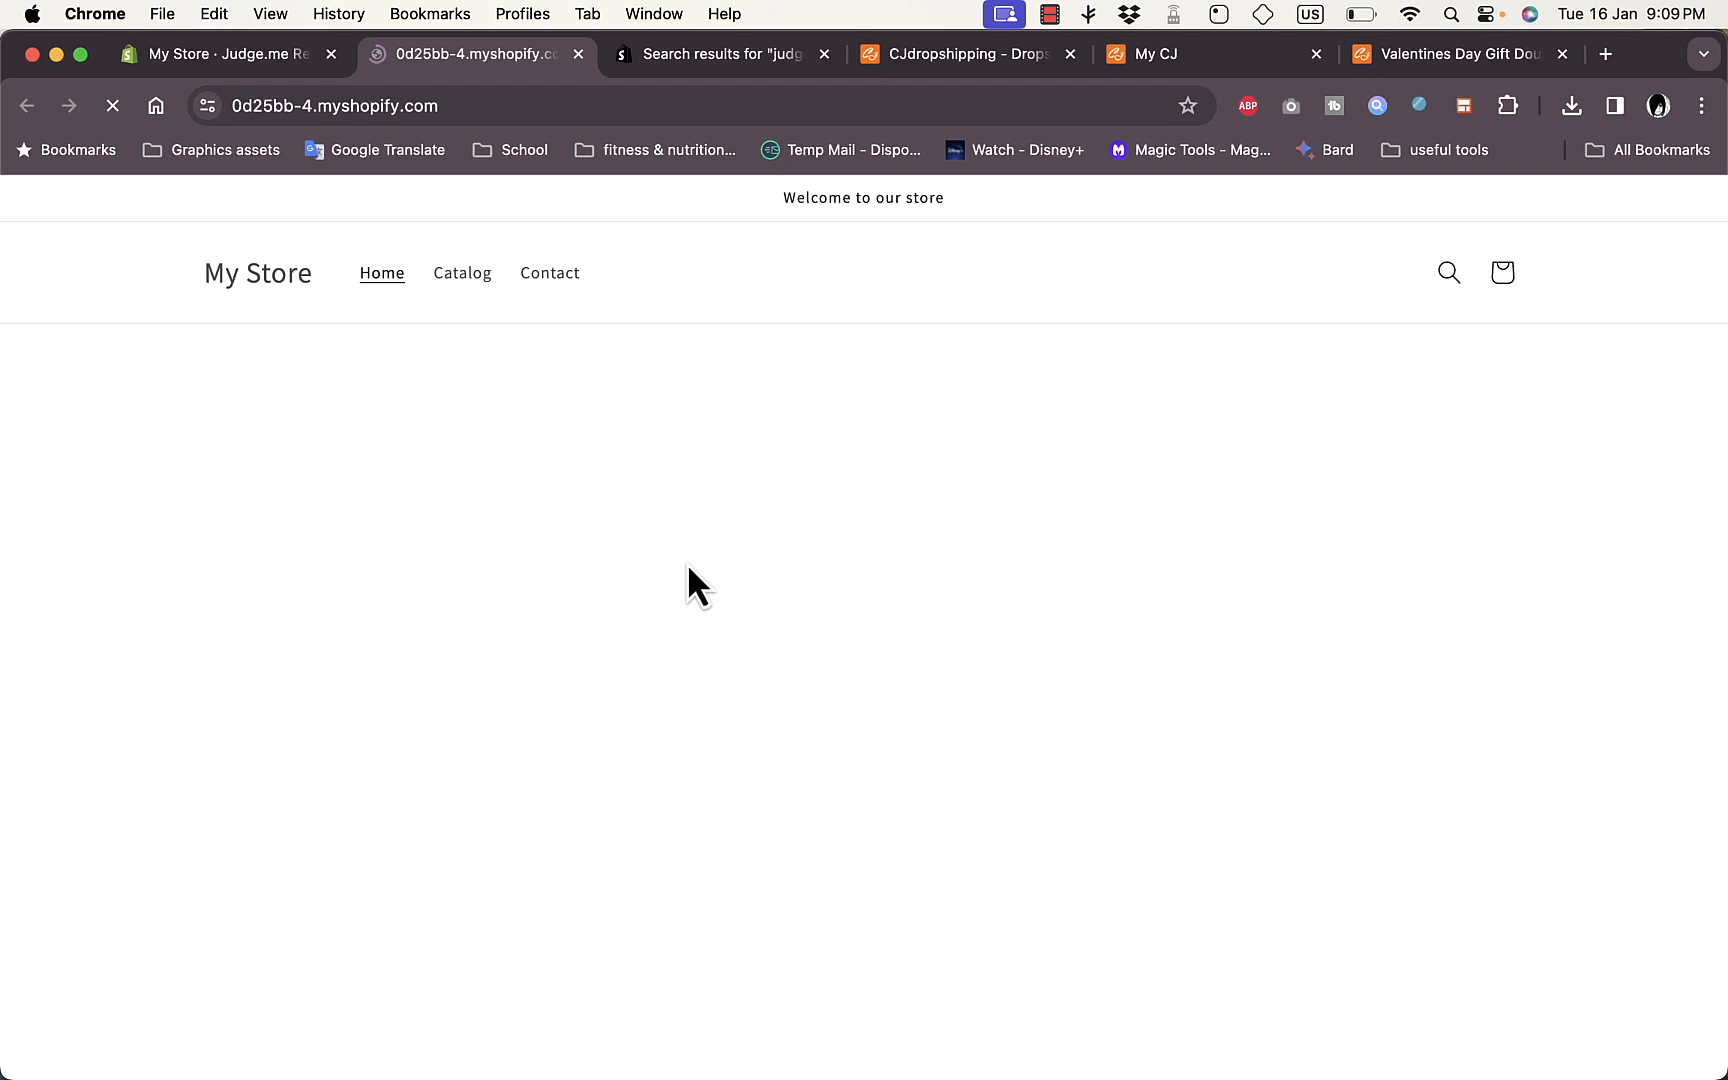 Chrome File Edit View History Bookmarks Profiles Tab Window Help US Tue 16 Jan 9:09 PM
My Store · Judge.me Re 0d25bb-4.myshopify.co Search results for "judg CJdropshipping - Drops My CJ Valentines Day Gift Dou
0d25bb-4.myshopify.com ABP tb
Bookmarks Graphics assets Google Translate School fitness & nutrition... Temp Mail - Dispo... Watch - Disney+ Magic Tools - Mag... Bard useful tools All Bookmarks
Welcome to our store
My Store Home Catalog Contact